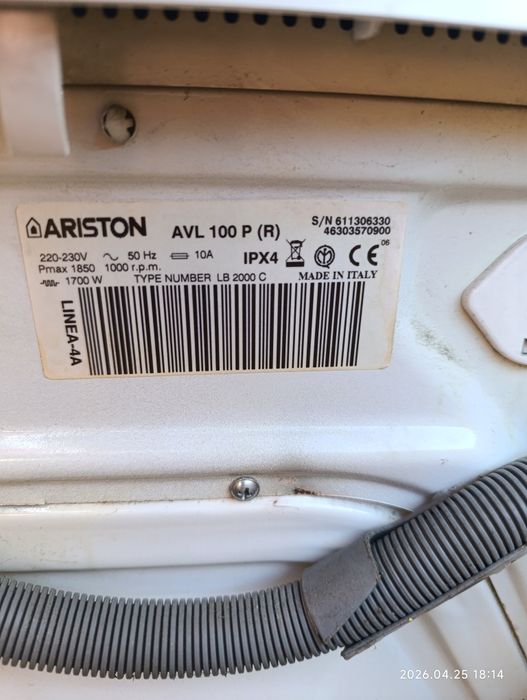 ARISTON AVL 100 P (R) S/N 611306330
46303570900
220-230V ~ 50 Hz 10A IPX4 CE 06
Pmax 1850 1000 r.p.m.
1700 W TYPE NUMBER LB 2000 C MADE IN ITALY
LINEA-4A
2026.04.25 18:14